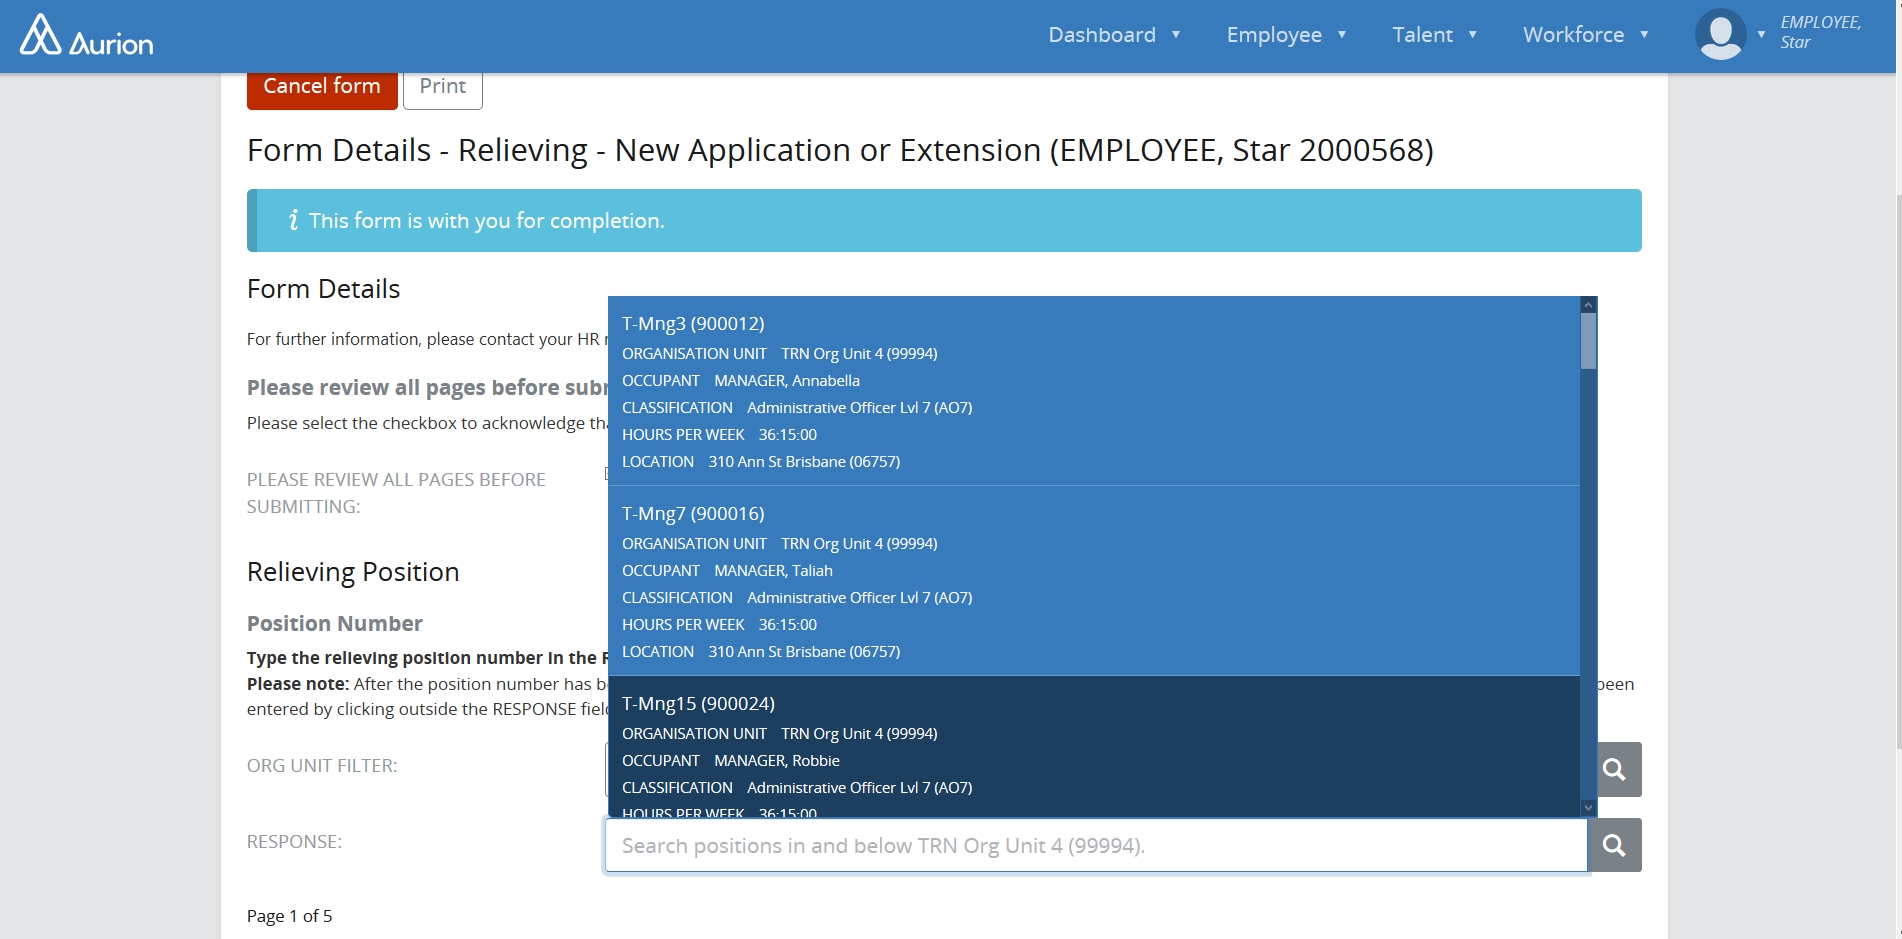 Aurion
Dashboard
Employee
Talent
Workforce
EMPLOYEE,
Star
Cancel form
Print
Form Details - Relieving - New Application or Extension (EMPLOYEE, Star 2000568)
i This form is with you for completion.
Form Details
For further information, please contact your HR
Please review all pages before
Please select the checkbox to acknowledge
PLEASE REVIEW ALL PAGES BEFORE
SUBMITTING:
Relieving Position
Position Number
Type the relieving position number in the
Please note: After the position number has been
entered by clicking outside the RESPONSE
ORG UNIT FILTER:
T-Mng3 (900012)
ORGANISATION UNIT TRN Org Unit 4 (99994)
OCCUPANT MANAGER, Annabella
CLASSIFICATION Administrative Officer Lvl 7 (AO7)
HOURS PER WEEK 36:15:00
LOCATION 310 Ann St Brisbane (06757)
T-Mng7 (900016)
ORGANISATION UNIT TRN Org Unit 4 (99994)
OCCUPANT MANAGER, Taliah
CLASSIFICATION Administrative Officer Lvl 7 (AO7)
HOURS PER WEEK 36:15:00
LOCATION 310 Ann St Brisbane (06757)
T-Mng15 (900024)
ORGANISATION UNIT TRN Org Unit 4 (99994)
OCCUPANT MANAGER, Robbie
CLASSIFICATION Administrative Officer Lvl 7 (AO7)
HOURS PER WEEK 36:15:00
RESPONSE:
Search positions in and below TRN Org Unit 4 (99994).
Page 1 of 5